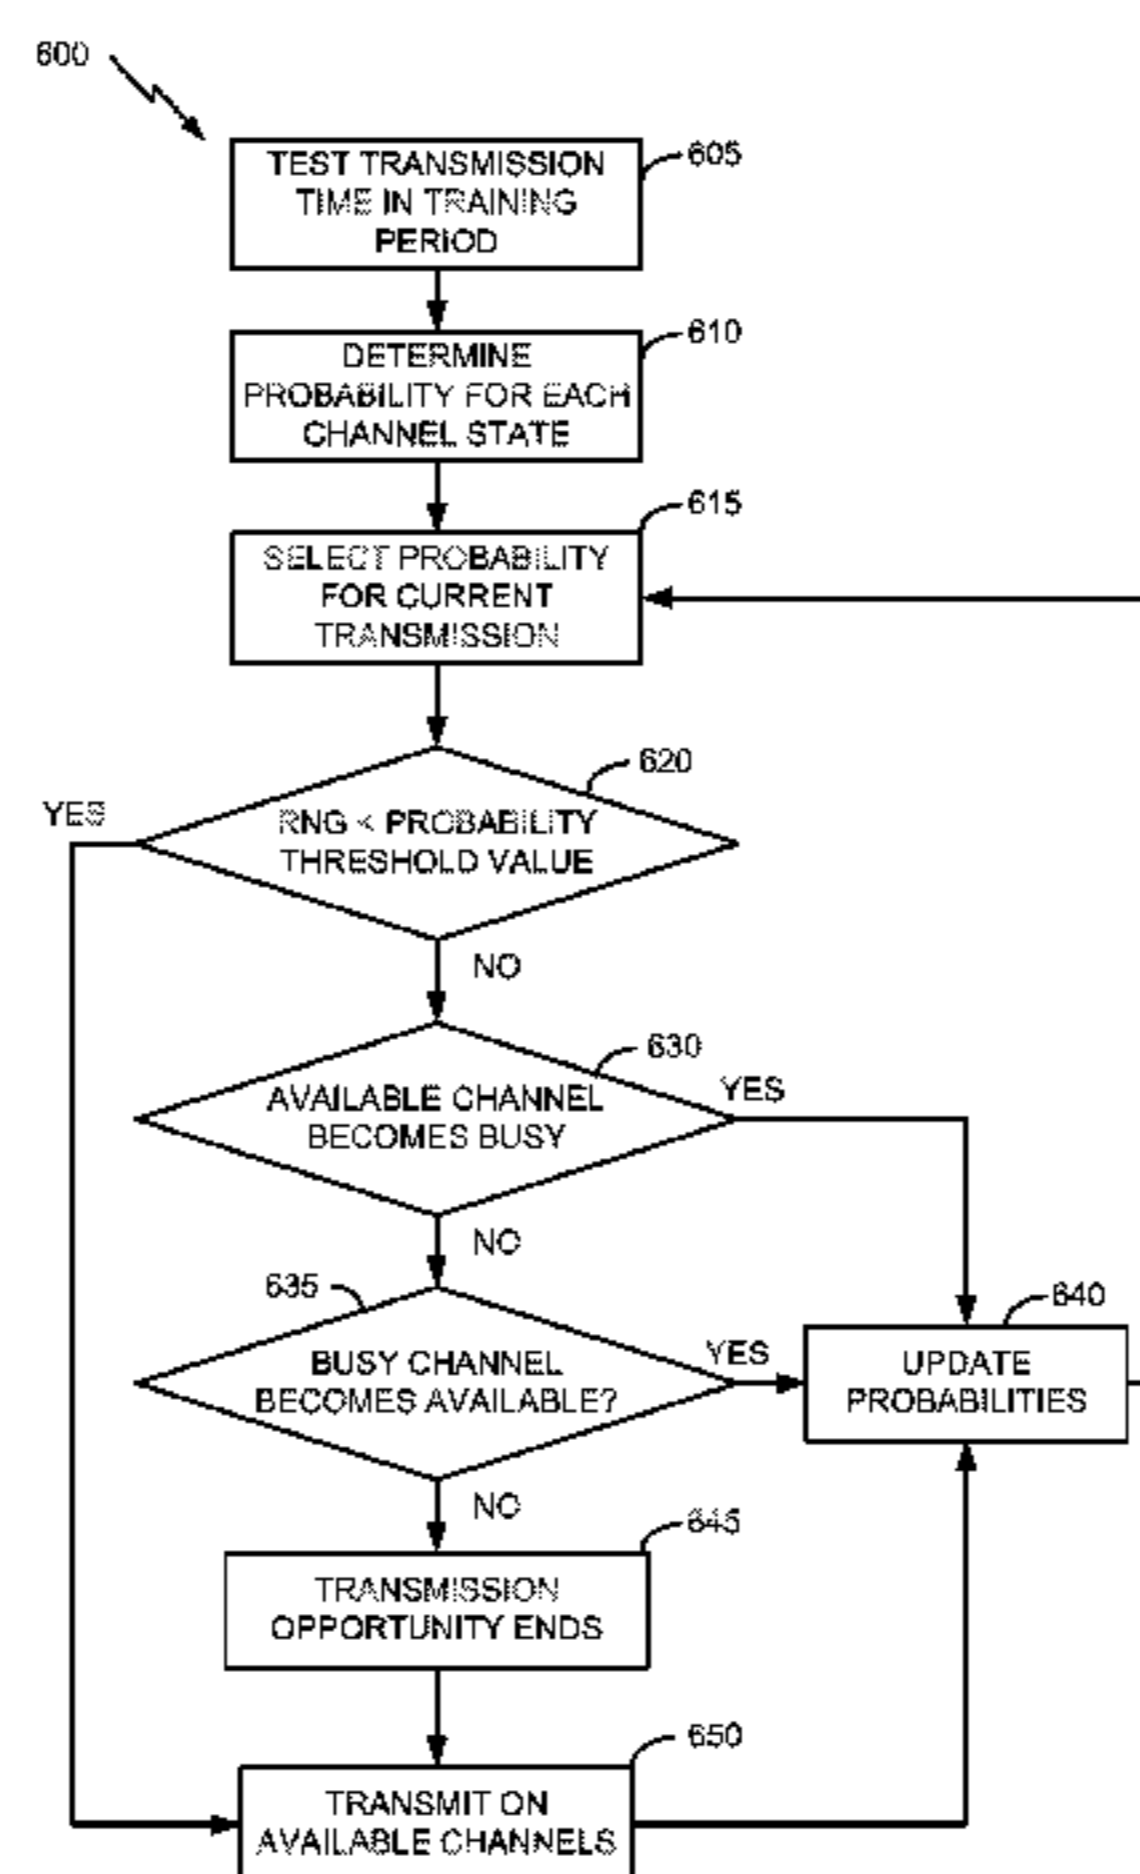 600
TEST TRANSMISSION
TIME IN TRAINING
PERIOD
605
DETERMINE
PROBABILITY FOR EACH
CHANNEL STATE
610
SELECT PROBABILITY
FOR CURRENT
TRANSMISSION
615
RNG < PROBABILITY
THRESHOLD VALUE
620
YES
NO
AVAILABLE CHANNEL
BECOMES BUSY
630
YES
NO
BUSY CHANNEL
BECOMES AVAILABLE?
635
YES
UPDATE
PROBABILITIES
640
NO
TRANSMISSION
OPPORTUNITY ENDS
645
TRANSMIT ON
AVAILABLE CHANNELS
650